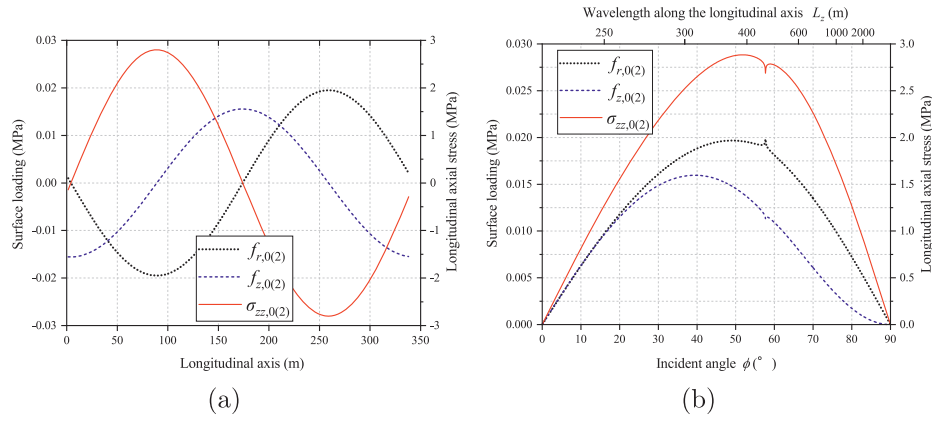 0.03
0.02
0.01
0.00
-0.01
-0.02
-0.03
Surface loading (MPa)
3
2
1
0
-1
-2
-3
Longitudinal axial stress (MPa)
f_{r,0(2)}
f_{z,0(2)}
σ_{zz,0(2)}
0 50 100 150 200 250 300 350
Longitudinal axis (m)
(a)
Wavelength along the longitudinal axis L_z (m)
250 300 400 600 1000 2000
0.030
0.025
0.020
0.015
0.010
0.005
0.000
Surface loading (MPa)
3.0
2.5
2.0
1.5
1.0
0.5
0.0
Longitudinal axial stress (MPa)
f_{r,0(2)}
f_{z,0(2)}
σ_{zz,0(2)}
0 10 20 30 40 50 60 70 80 90
Incident angle ϕ (°)
(b)